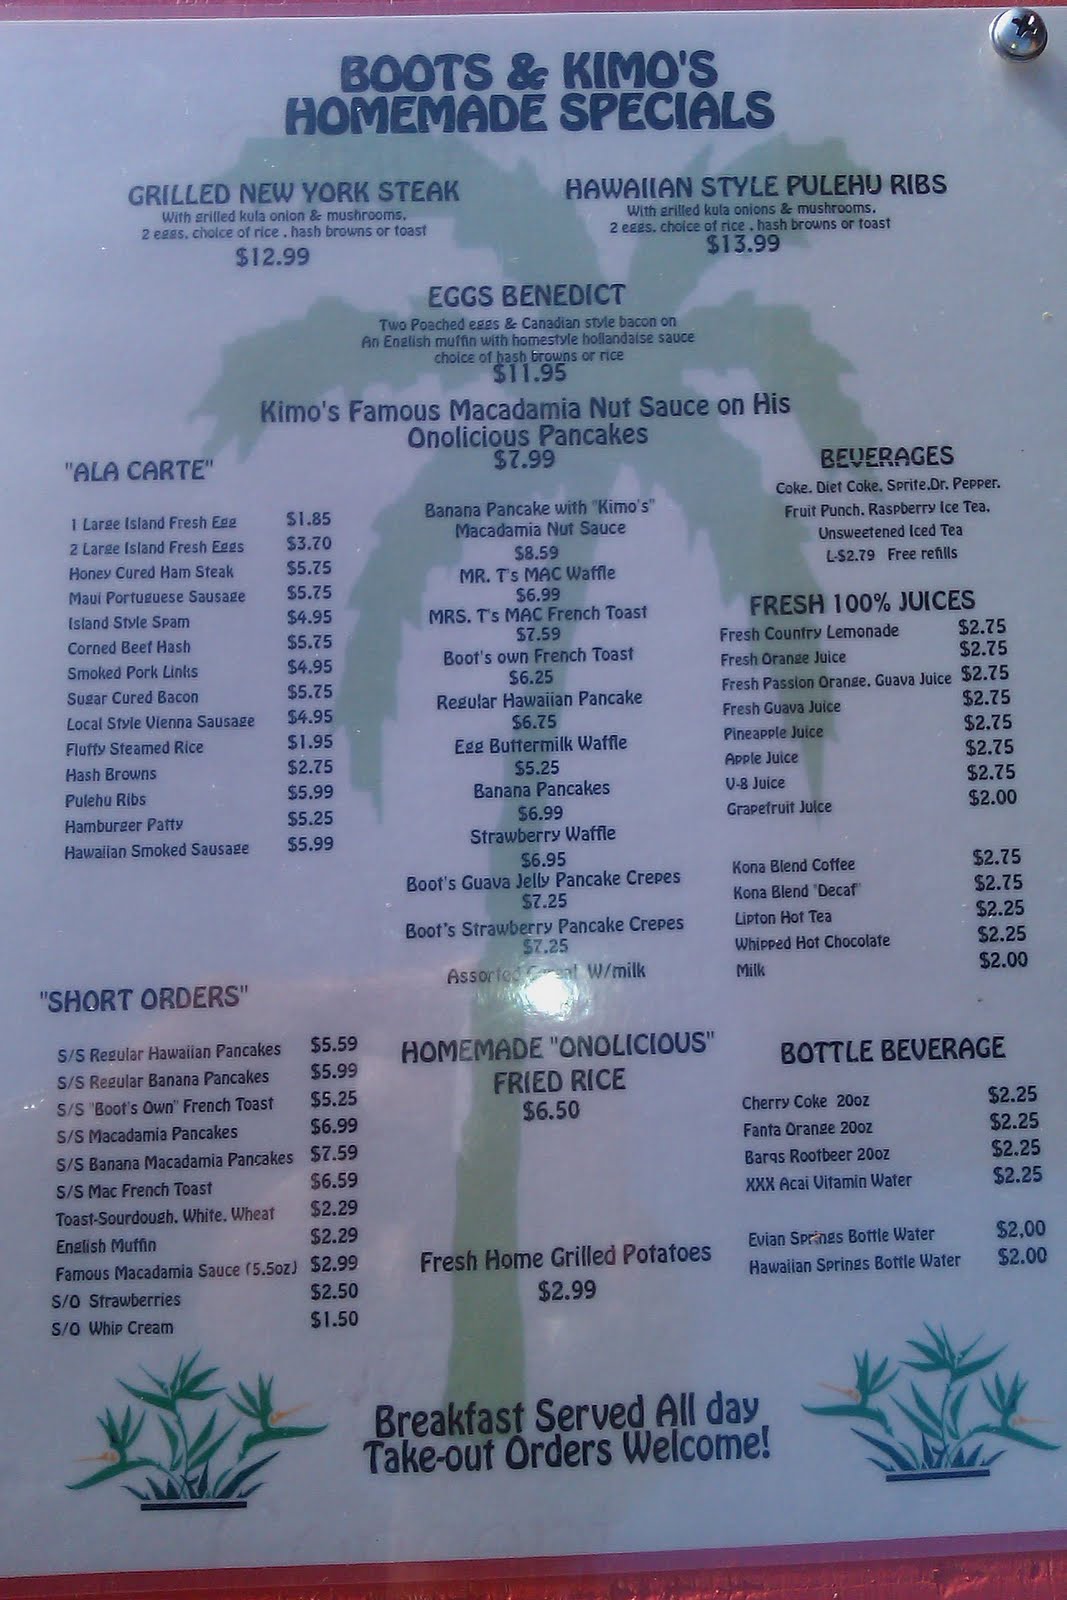 BOOTS & KIMO'S
HOMEMADE SPECIALS
GRILLED NEW YORK STEAK
With grilled kula onion & mushrooms,
2 eggs, choice of rice , hash browns or toast
$12.99
HAWAIIAN STYLE PULEHU RIBS
With grilled kula onions & mushrooms,
2 eggs, choice of rice , hash browns or toast
$13.99
EGGS BENEDICT
Two Poached eggs & Canadian style bacon on
An English muffin with homestyle hollandaise sauce
choice of hash browns or rice
$11.95
Kimo's Famous Macadamia Nut Sauce on His
Onolicious Pancakes
$7.99
"ALA CARTE"
1 Large Island Fresh Egg $1.85
2 Large Island Fresh Eggs $3.70
Honey Cured Ham Steak $5.75
Maui Portuguese Sausage $5.75
Island Style Spam $4.95
Corned Beef Hash $5.75
Smoked Pork Links $4.95
Sugar Cured Bacon $5.75
Local Style Vienna Sausage $4.95
Fluffy Steamed Rice $1.95
Hash Browns $2.75
Pulehu Ribs $5.99
Hamburger Patty $5.25
Hawaiian Smoked Sausage $5.99
Banana Pancake with "Kimo's"
Macadamia Nut Sauce
$8.59
MR. T's MAC Waffle
$6.99
MRS. T's MAC French Toast
$7.59
Boot's own French Toast
$6.25
Regular Hawaiian Pancake
$6.75
Egg Buttermilk Waffle
$5.25
Banana Pancakes
$6.99
Strawberry Waffle
$6.95
Boot's Guava Jelly Pancake Crepes
$7.25
Boot's Strawberry Pancake Crepes
$7.25
Assorted W/milk
BEVERAGES
Coke, Diet Coke, Sprite,Dr. Pepper,
Fruit Punch, Raspberry Ice Tea,
Unsweetened Iced Tea
L-$2.79 Free refills
FRESH 100% JUICES
Fresh Country Lemonade $2.75
Fresh Orange Juice $2.75
Fresh Passion Orange, Guava Juice $2.75
Fresh Guava Juice $2.75
Pineapple Juice $2.75
Apple Juice $2.75
V-8 Juice $2.75
Grapefruit Juice $2.00
Kona Blend Coffee $2.75
Kona Blend "Decaf" $2.75
Lipton Hot Tea $2.25
Whipped Hot Chocolate $2.25
Milk $2.00
"SHORT ORDERS"
S/S Regular Hawaiian Pancakes $5.59
S/S Regular Banana Pancakes $5.99
S/S "Boot's Own" French Toast $5.25
S/S Macadamia Pancakes $6.99
S/S Banana Macadamia Pancakes $7.59
S/S Mac French Toast $6.59
Toast-Sourdough, White, Wheat $2.29
English Muffin $2.29
Famous Macadamia Sauce (5.5oz) $2.99
S/O Strawberries $2.50
S/O Whip Cream $1.50
HOMEMADE "ONOLICIOUS"
FRIED RICE
$6.50
Fresh Home Grilled Potatoes
$2.99
BOTTLE BEVERAGE
Cherry Coke 20oz $2.25
Fanta Orange 20oz $2.25
Barqs Rootbeer 20oz $2.25
XXX Acai Vitamin Water $2.25
Evian Springs Bottle Water $2,00
Hawaiian Springs Bottle Water $2.00
Breakfast Served All day
Take-out Orders Welcome!